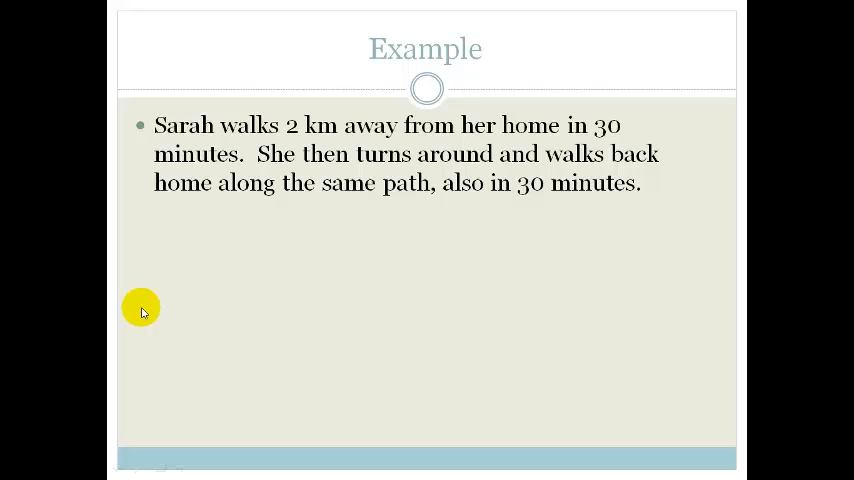 Example
Sarah walks 2 km away from her home in 30
minutes. She then turns around and walks back
home along the same path, also in 30 minutes.